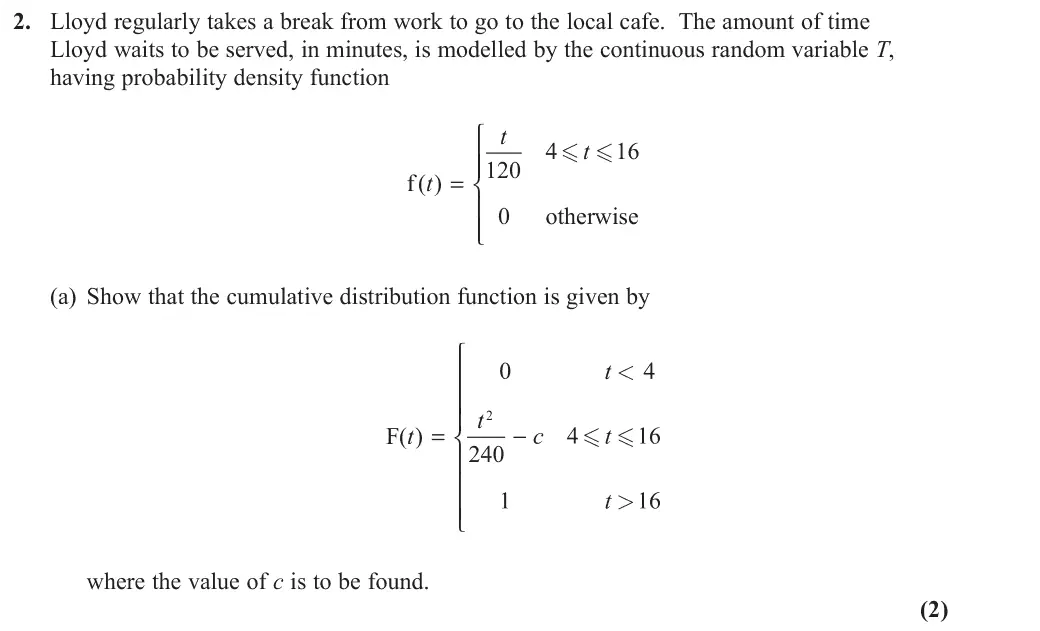 2. Lloyd regularly takes a break from work to go to the local cafe. The amount of time
Lloyd waits to be served, in minutes, is modelled by the continuous random variable T,
having probability density function
f(t) = { t/120 4 ⩽ t ⩽ 16
0 otherwise
(a) Show that the cumulative distribution function is given by
F(t) = { 0 t < 4
t²/240 − c 4 ⩽ t ⩽ 16
1 t > 16
where the value of c is to be found.
(2)